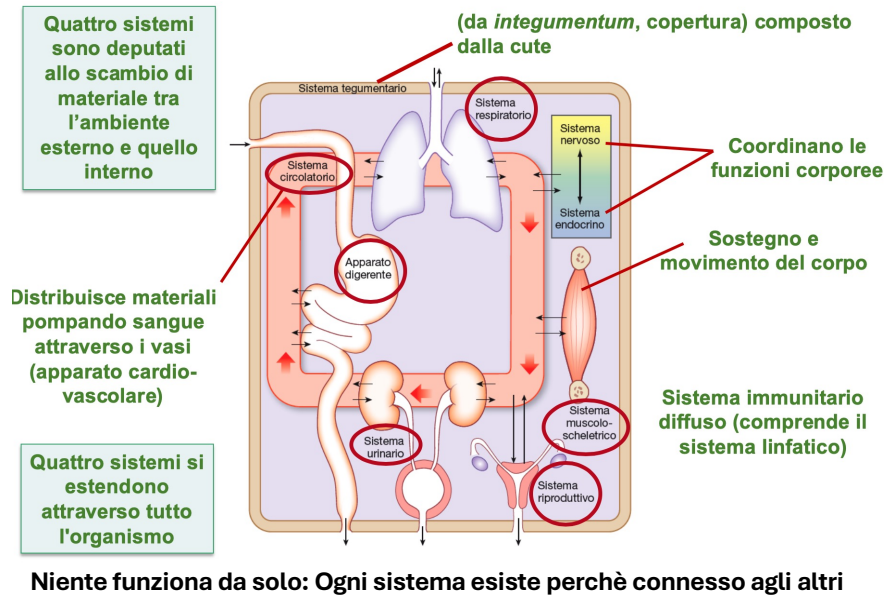 Quattro sistemi
sono deputati
allo scambio di
materiale tra
l'ambiente
esterno e quello
interno
(da integumentum, copertura) composto
dalla cute
Sistema tegumentario
Sistema
respiratorio
Sistema
circolatorio
Sistema
nervoso
Sistema
endocrino
Coordinano le
funzioni corporee
Apparato
digerente
Sostegno e
movimento del corpo
Distribuisce materiali
pompando sangue
attraverso i vasi
(apparato cardio-
vascolare)
Sistema
muscolo-
scheletrico
Sistema immunitario
diffuso (comprende il
sistema linfatico)
Sistema
urinario
Sistema
riproduttivo
Quattro sistemi si
estendono
attraverso tutto
l'organismo
Niente funziona da solo: Ogni sistema esiste perchè connesso agli altri